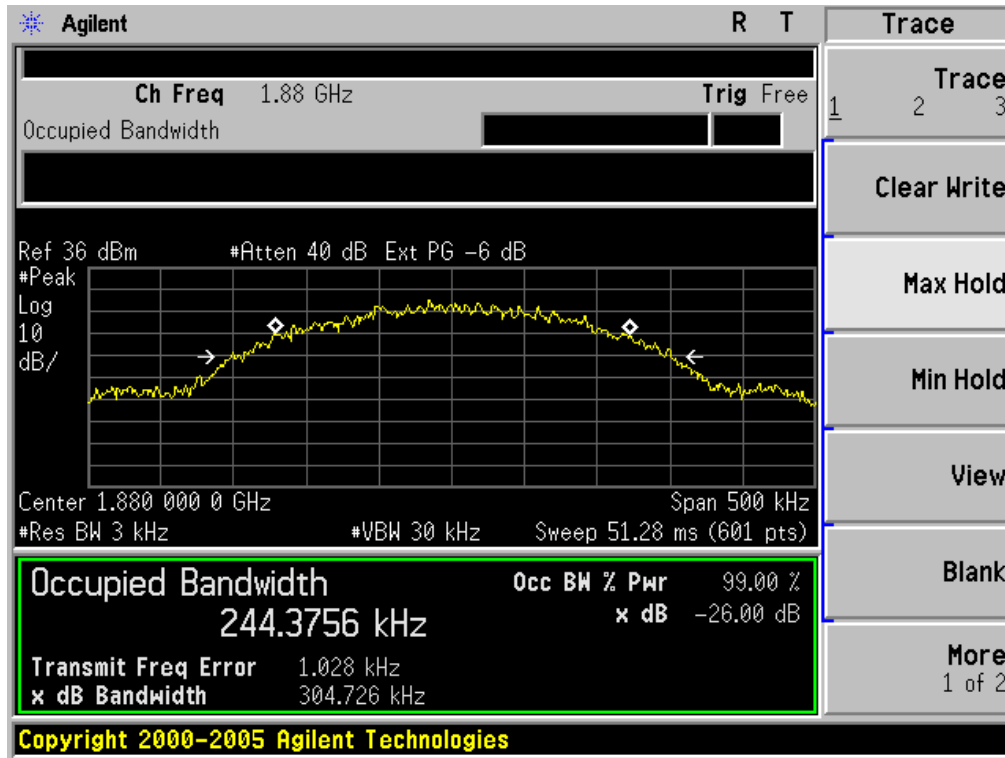 Agilent R T
Trace
Ch Freq 1.88 GHz Trig Free
Occupied Bandwidth
Trace
1 2 3
Clear Write
Max Hold
Min Hold
View
Blank
More
1 of 2
Ref 36 dBm #Atten 40 dB Ext PG -6 dB
#Peak
Log
10
dB/
Center 1.880 000 0 GHz Span 500 kHz
#Res BW 3 kHz #VBW 30 kHz Sweep 51.28 ms (601 pts)
Occupied Bandwidth
244.3756 kHz
Occ BW % Pwr 99.00 %
x dB -26.00 dB
Transmit Freq Error 1.028 kHz
x dB Bandwidth 304.726 kHz
Copyright 2000-2005 Agilent Technologies